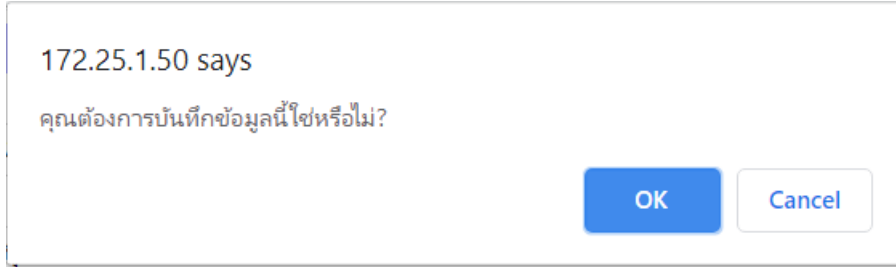 172.25.1.50 says
คุณต้องการบันทึกข้อมูลนี้ใช่หรือไม่?
OK Cancel